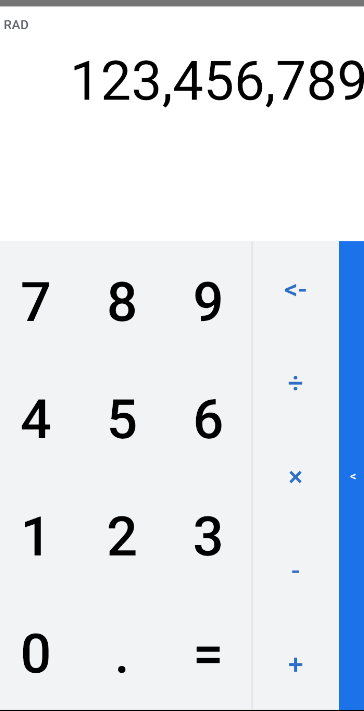 RAD
123,456,789
7 8 9 <-
÷
4 5 6
× <
1 2 3
-
0 . = +